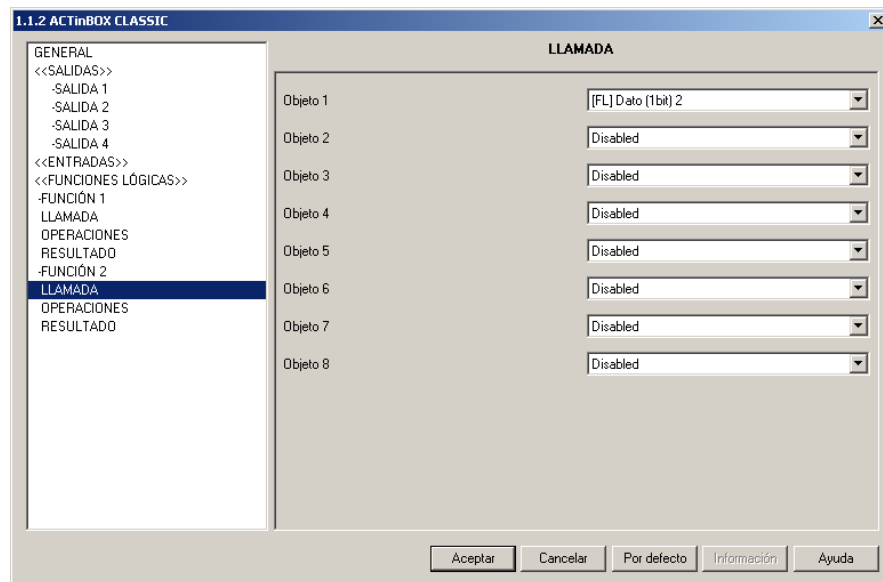 1.1.2 ACTinBOX CLASSIC
GENERAL
<<SALIDAS>>
-SALIDA 1
-SALIDA 2
-SALIDA 3
-SALIDA 4
<<ENTRADAS>>
<<FUNCIONES LÓGICAS>>
-FUNCIÓN 1
LLAMADA
OPERACIONES
RESULTADO
-FUNCIÓN 2
LLAMADA
OPERACIONES
RESULTADO
LLAMADA
Objeto 1 [FL] Dato (1bit) 2
Objeto 2 Disabled
Objeto 3 Disabled
Objeto 4 Disabled
Objeto 5 Disabled
Objeto 6 Disabled
Objeto 7 Disabled
Objeto 8 Disabled
Aceptar Cancelar Por defecto Información Ayuda